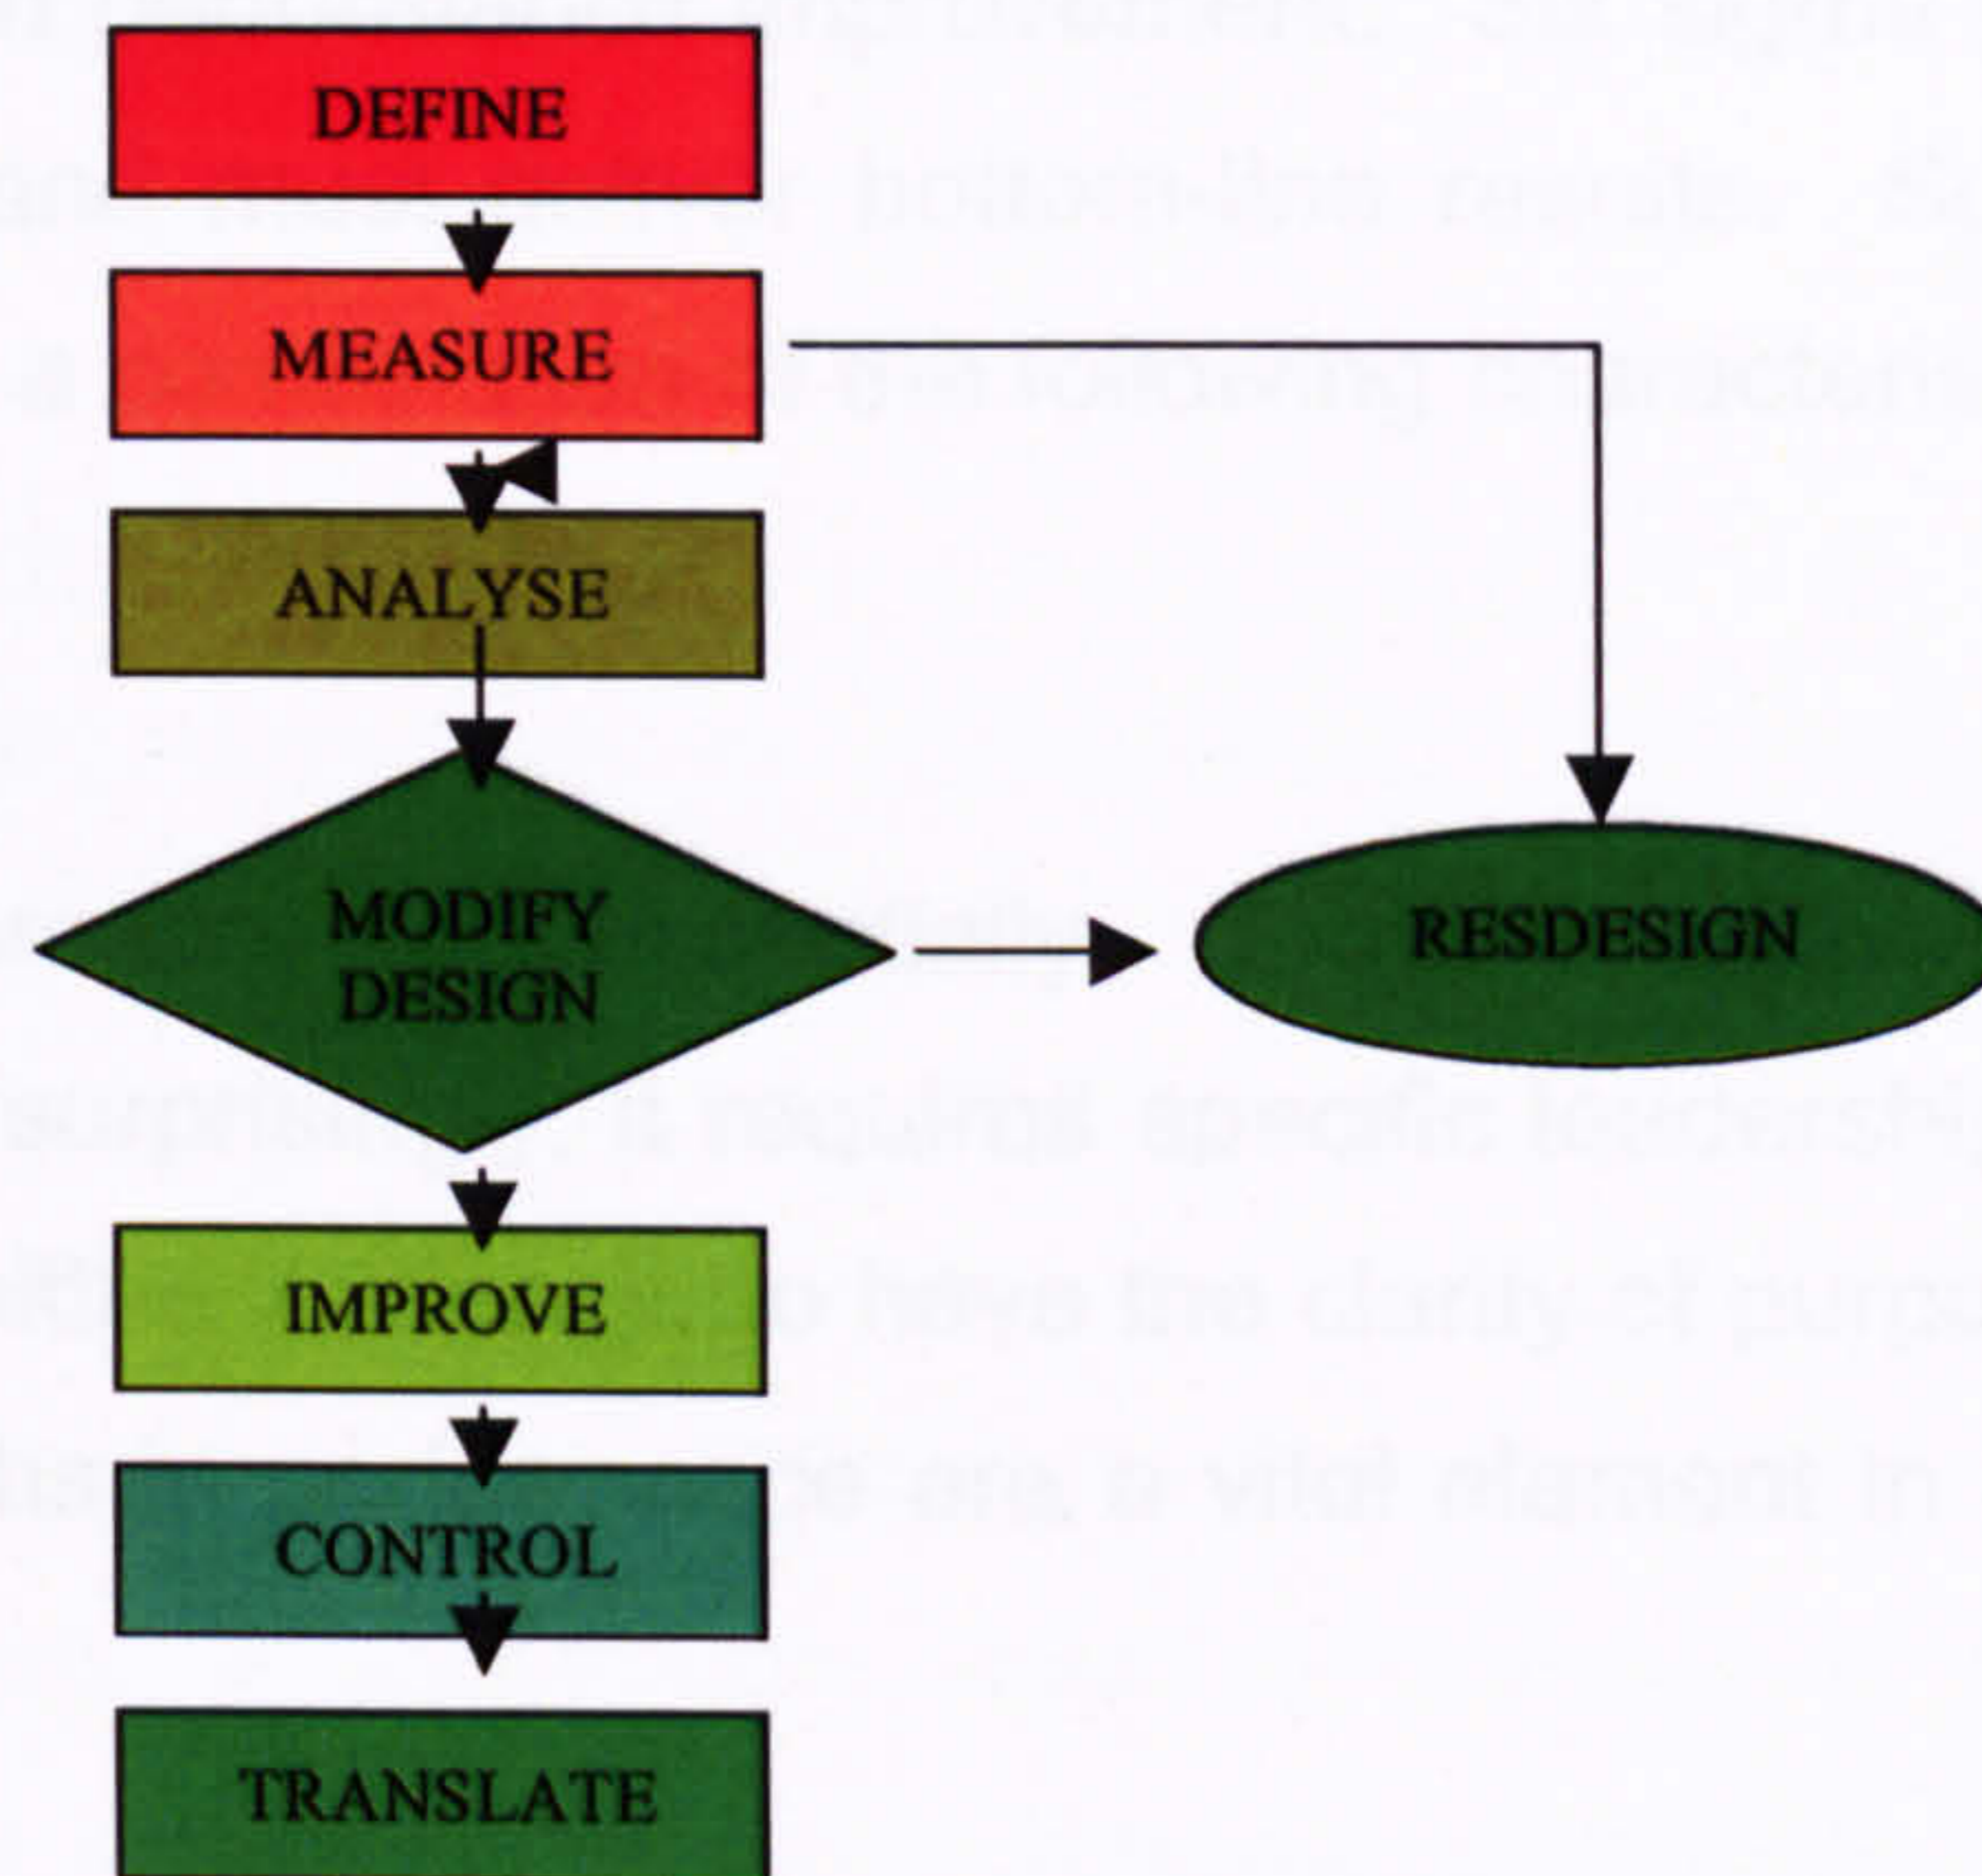 DEFINE
MEASURE
ANALYSE
MODIFY
DESIGN
RESDESIGN
IMPROVE
CONTROL
TRANSLATE